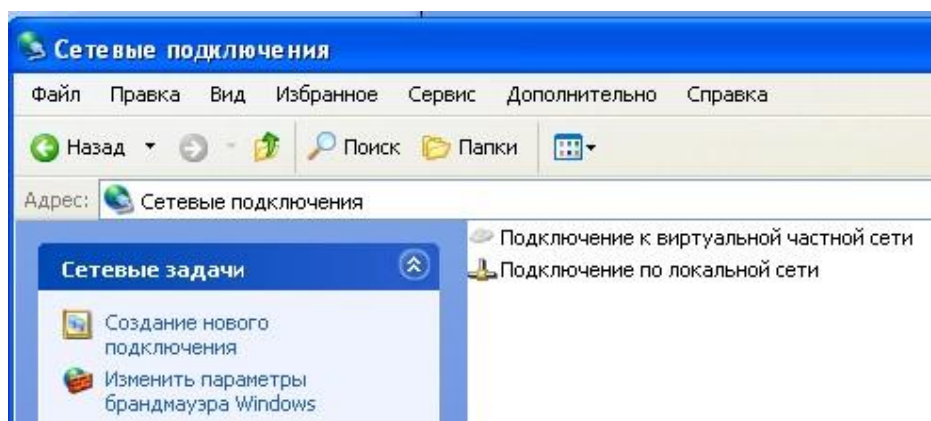 Сетевые подключения
Файл Правка Вид Избранное Сервис Дополнительно Справка
Назад Поиск Папки
Адрес: Сетевые подключения
Подключение к виртуальной частной сети
Подключение по локальной сети
Сетевые задачи
Создание нового
подключения
Изменить параметры
брандмауэра Windows